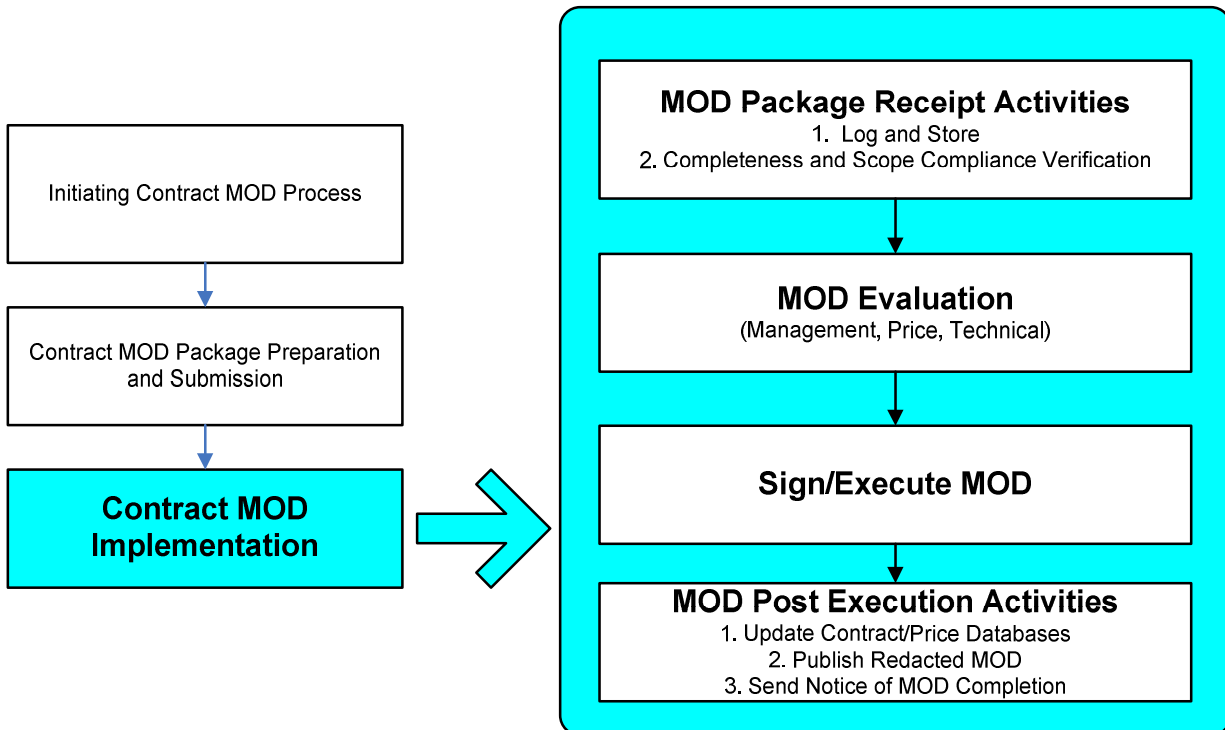 Initiating Contract MOD Process
Contract MOD Package Preparation
and Submission
Contract MOD
Implementation
MOD Package Receipt Activities
1. Log and Store
2. Completeness and Scope Compliance Verification
MOD Evaluation
(Management, Price, Technical)
Sign/Execute MOD
MOD Post Execution Activities
1. Update Contract/Price Databases
2. Publish Redacted MOD
3. Send Notice of MOD Completion